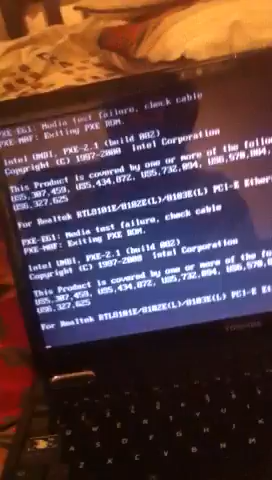 PXE-E61: Media test failure, check cable
PXE-M0F: Exiting PXE ROM.
Intel UNDI, PXE-2.1 (build 082)
Copyright (C) 1997-2000 Intel Corporation
This Product is covered by one or more of the follo
US5,307,459, US5,434,872, US5,732,094, US6,570,884,
US6,327,625
For Realtek RTL8101E/8102E(L)/8103E(L) PCI-E Ether
PXE-E61: Media test failure, check cable
PXE-M0F: Exiting PXE ROM.
Intel UNDI, PXE-2.1 (build 082)
Copyright (C) 1997-2000 Intel Corporation
This Product is covered by one or more of the fo
US5,307,459, US5,434,872, US5,732,094, US6,570,8
US6,327,625
For Realtek RTL8101E/8102E(L)/8103E(L) PCI-E Et
TOSHIBA